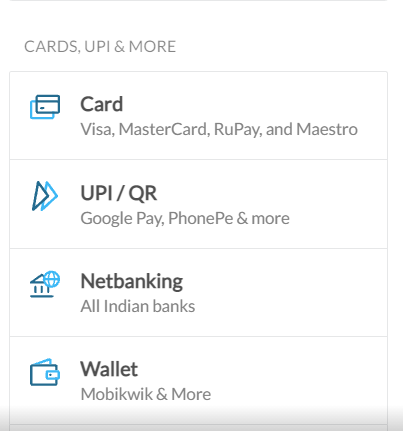 CARDS, UPI & MORE
Card
Visa, MasterCard, RuPay, and Maestro
UPI / QR
Google Pay, PhonePe & more
Netbanking
All Indian banks
Wallet
Mobikwik & More